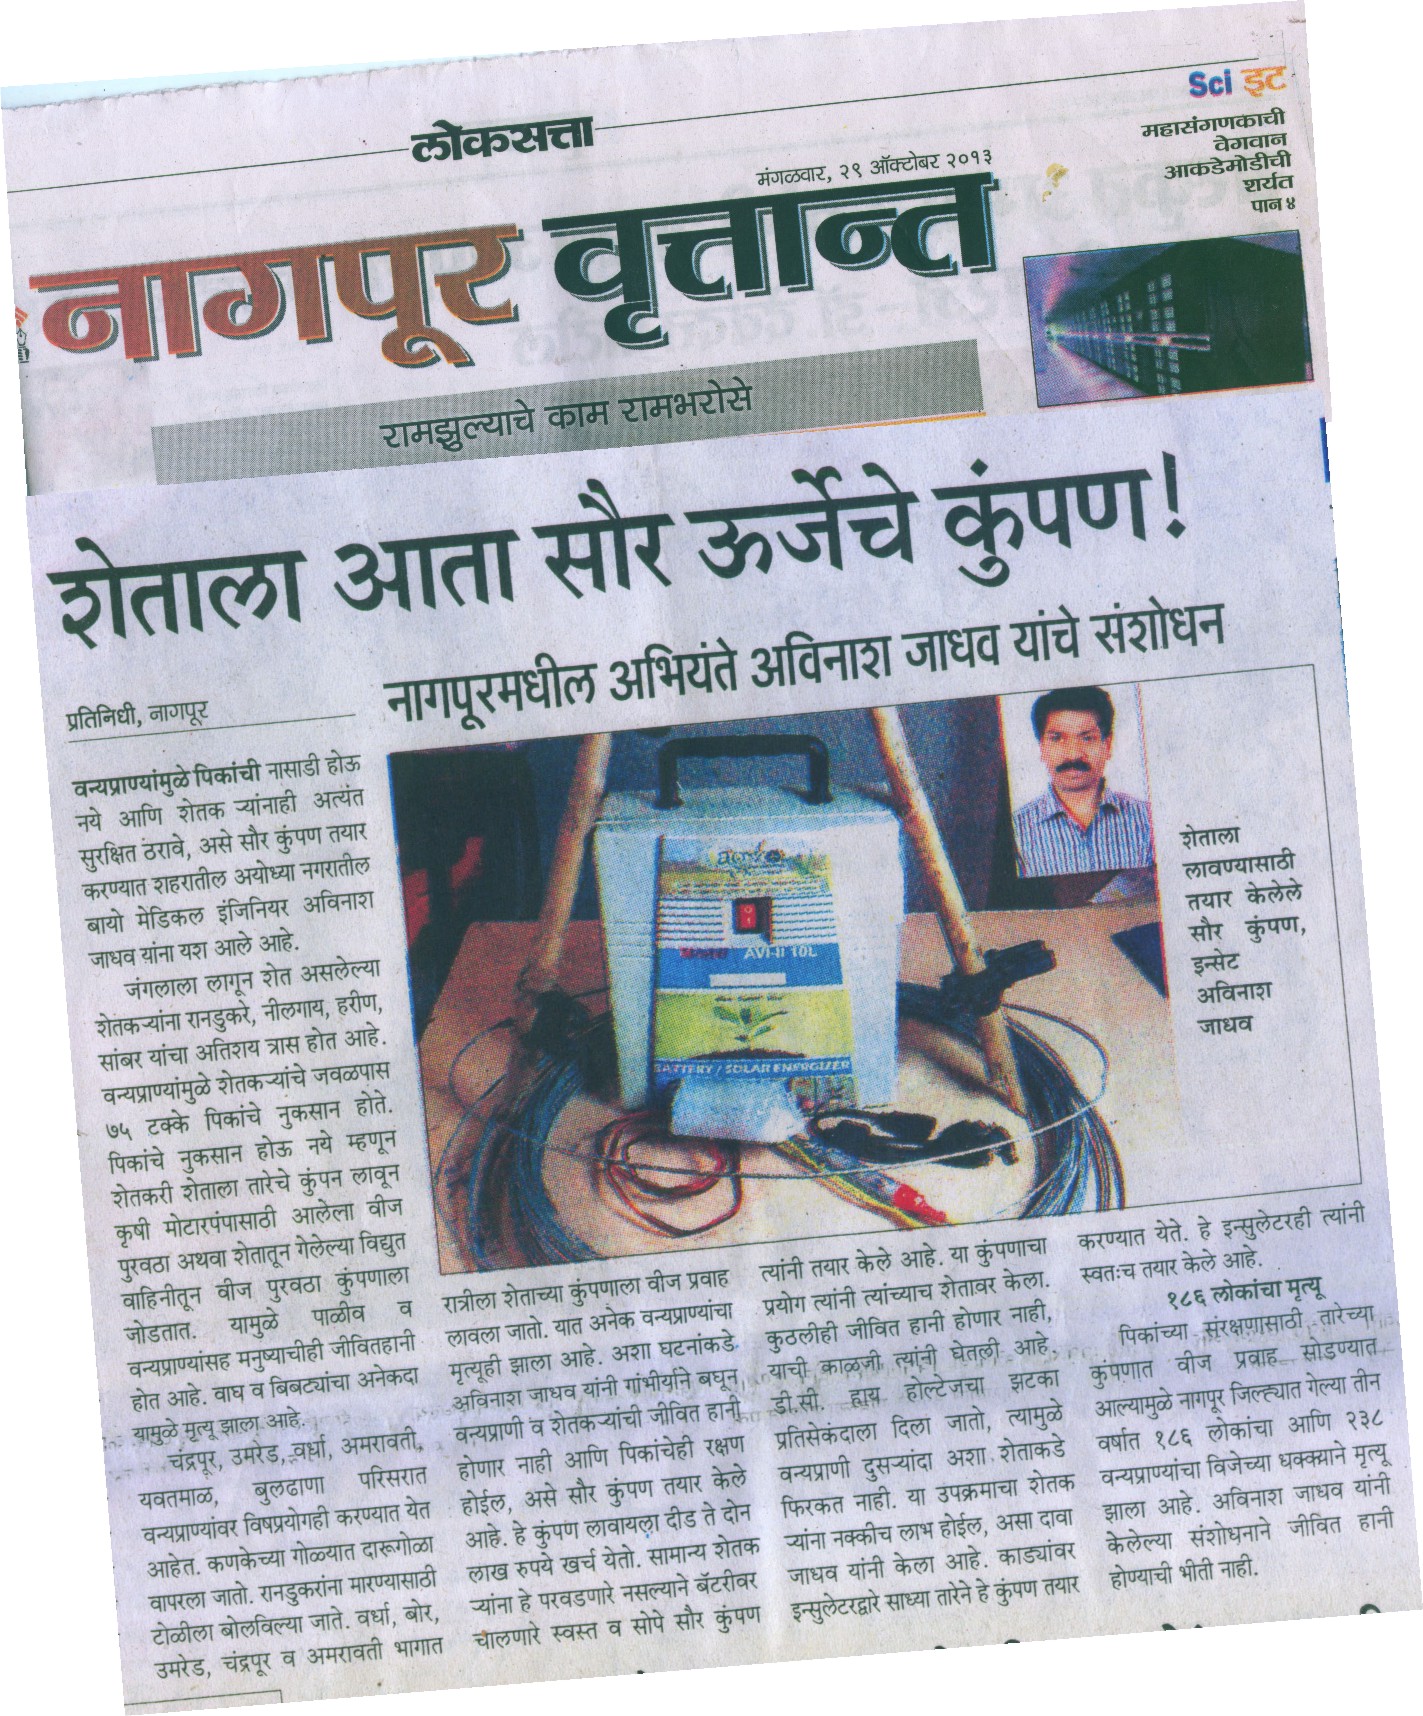 लोकसत्ता
मंगळवार, २९ ऑक्टोबर २०१३
नागपूर वृत्तान्त
Sci इट
महासंगणकाची
वेगवान
आकडेमोडीची
शर्यत
पान ४
रामझुल्याचे काम रामभरोसे
शेताला आता सौर ऊर्जेचे कुंपण!
नागपूरमधील अभियंते अविनाश जाधव यांचे संशोधन
प्रतिनिधी, नागपूर
वन्यप्राण्यांमुळे पिकांची नासाडी होऊ
नये आणि शेतक ऱ्यांनाही अत्यंत
सुरक्षित ठरावे, असे सौर कुंपण तयार
करण्यात शहरातील अयोध्या नगरातील
बायो मेडिकल इंजिनियर अविनाश
जाधव यांना यश आले आहे.
जंगलाला लागून शेत असलेल्या
शेतकऱ्यांना रानडुकरे, नीलगाय, हरीण,
सांबर यांचा अतिशय त्रास होत आहे.
वन्यप्राण्यांमुळे शेतकऱ्यांचे जवळपास
७५ टक्के पिकांचे नुकसान होते.
पिकांचे नुकसान होऊ नये म्हणून
शेतकरी शेताला तारेचे कुंपन लावून
कृषी मोटारपंपासाठी आलेला वीज
पुरवठा अथवा शेतातून गेलेल्या विद्युत
वाहिनीतून वीज पुरवठा कुंपणाला
जोडतात. यामुळे पाळीव व
वन्यप्राण्यांसह मनुष्याचीही जीवितहानी
होत आहे. वाघ व बिबट्यांचा अनेकदा
यामुळे मृत्यू झाला आहे.
चंद्रपूर, उमरेड, वर्धा, अमरावती,
यवतमाळ, बुलढाणा परिसरात
वन्यप्राण्यांवर विषप्रयोगही करण्यात येत
आहेत. कणकेच्या गोळ्यात दारूगोळा
वापरला जातो. रानडुकरांना मारण्यासाठी
टोळीला बोलविल्या जाते. वर्धा, बोर,
उमरेड, चंद्रपूर व अमरावती भागात
AVI-II 10L
BATTERY / SOLAR ENERGIZER
शेताला
लावण्यासाठी
तयार केलेले
सौर कुंपण,
इन्सेट
अविनाश
जाधव
रात्रीला शेताच्या कुंपणाला वीज प्रवाह
लावला जातो. यात अनेक वन्यप्राण्यांचा
मृत्यूही झाला आहे. अशा घटनांकडे
अविनाश जाधव यांनी गांभीर्याने बघून
वन्यप्राणी व शेतकऱ्यांची जीवित हानी
होणार नाही आणि पिकांचेही रक्षण
होईल, असे सौर कुंपण तयार केले
आहे. हे कुंपण लावायला दीड ते दोन
लाख रुपये खर्च येतो. सामान्य शेतक
ऱ्यांना हे परवडणारे नसल्याने बॅटरीवर
चालणारे स्वस्त व सोपे सौर कुंपण
त्यांनी तयार केले आहे. या कुंपणाचा
प्रयोग त्यांनी त्यांच्याच शेतावर केला.
कुठलीही जीवित हानी होणार नाही,
याची काळजी त्यांनी घेतली आहे.
डी.सी. हाय होल्टेजचा झटका
प्रतिसेकंदाला दिला जातो, त्यामुळे
वन्यप्राणी दुसऱ्यांदा अशा शेताकडे
फिरकत नाही. या उपक्रमाचा शेतक
ऱ्यांना नक्कीच लाभ होईल, असा दावा
जाधव यांनी केला आहे. काड्यांवर
इन्सुलेटरद्वारे साध्या तारेने हे कुंपण तयार
करण्यात येते. हे इन्सुलेटरही त्यांनी
स्वतःच तयार केले आहे.
१८६ लोकांचा मृत्यू
पिकांच्या संरक्षणासाठी तारेच्या
कुंपणात वीज प्रवाह सोडण्यात
आल्यामुळे नागपूर जिल्ह्यात गेल्या तीन
वर्षात १८६ लोकांचा आणि २३८
वन्यप्राण्यांचा विजेच्या धक्क्याने मृत्यू
झाला आहे. अविनाश जाधव यांनी
केलेल्या संशोधनाने जीवित हानी
होण्याची भीती नाही.